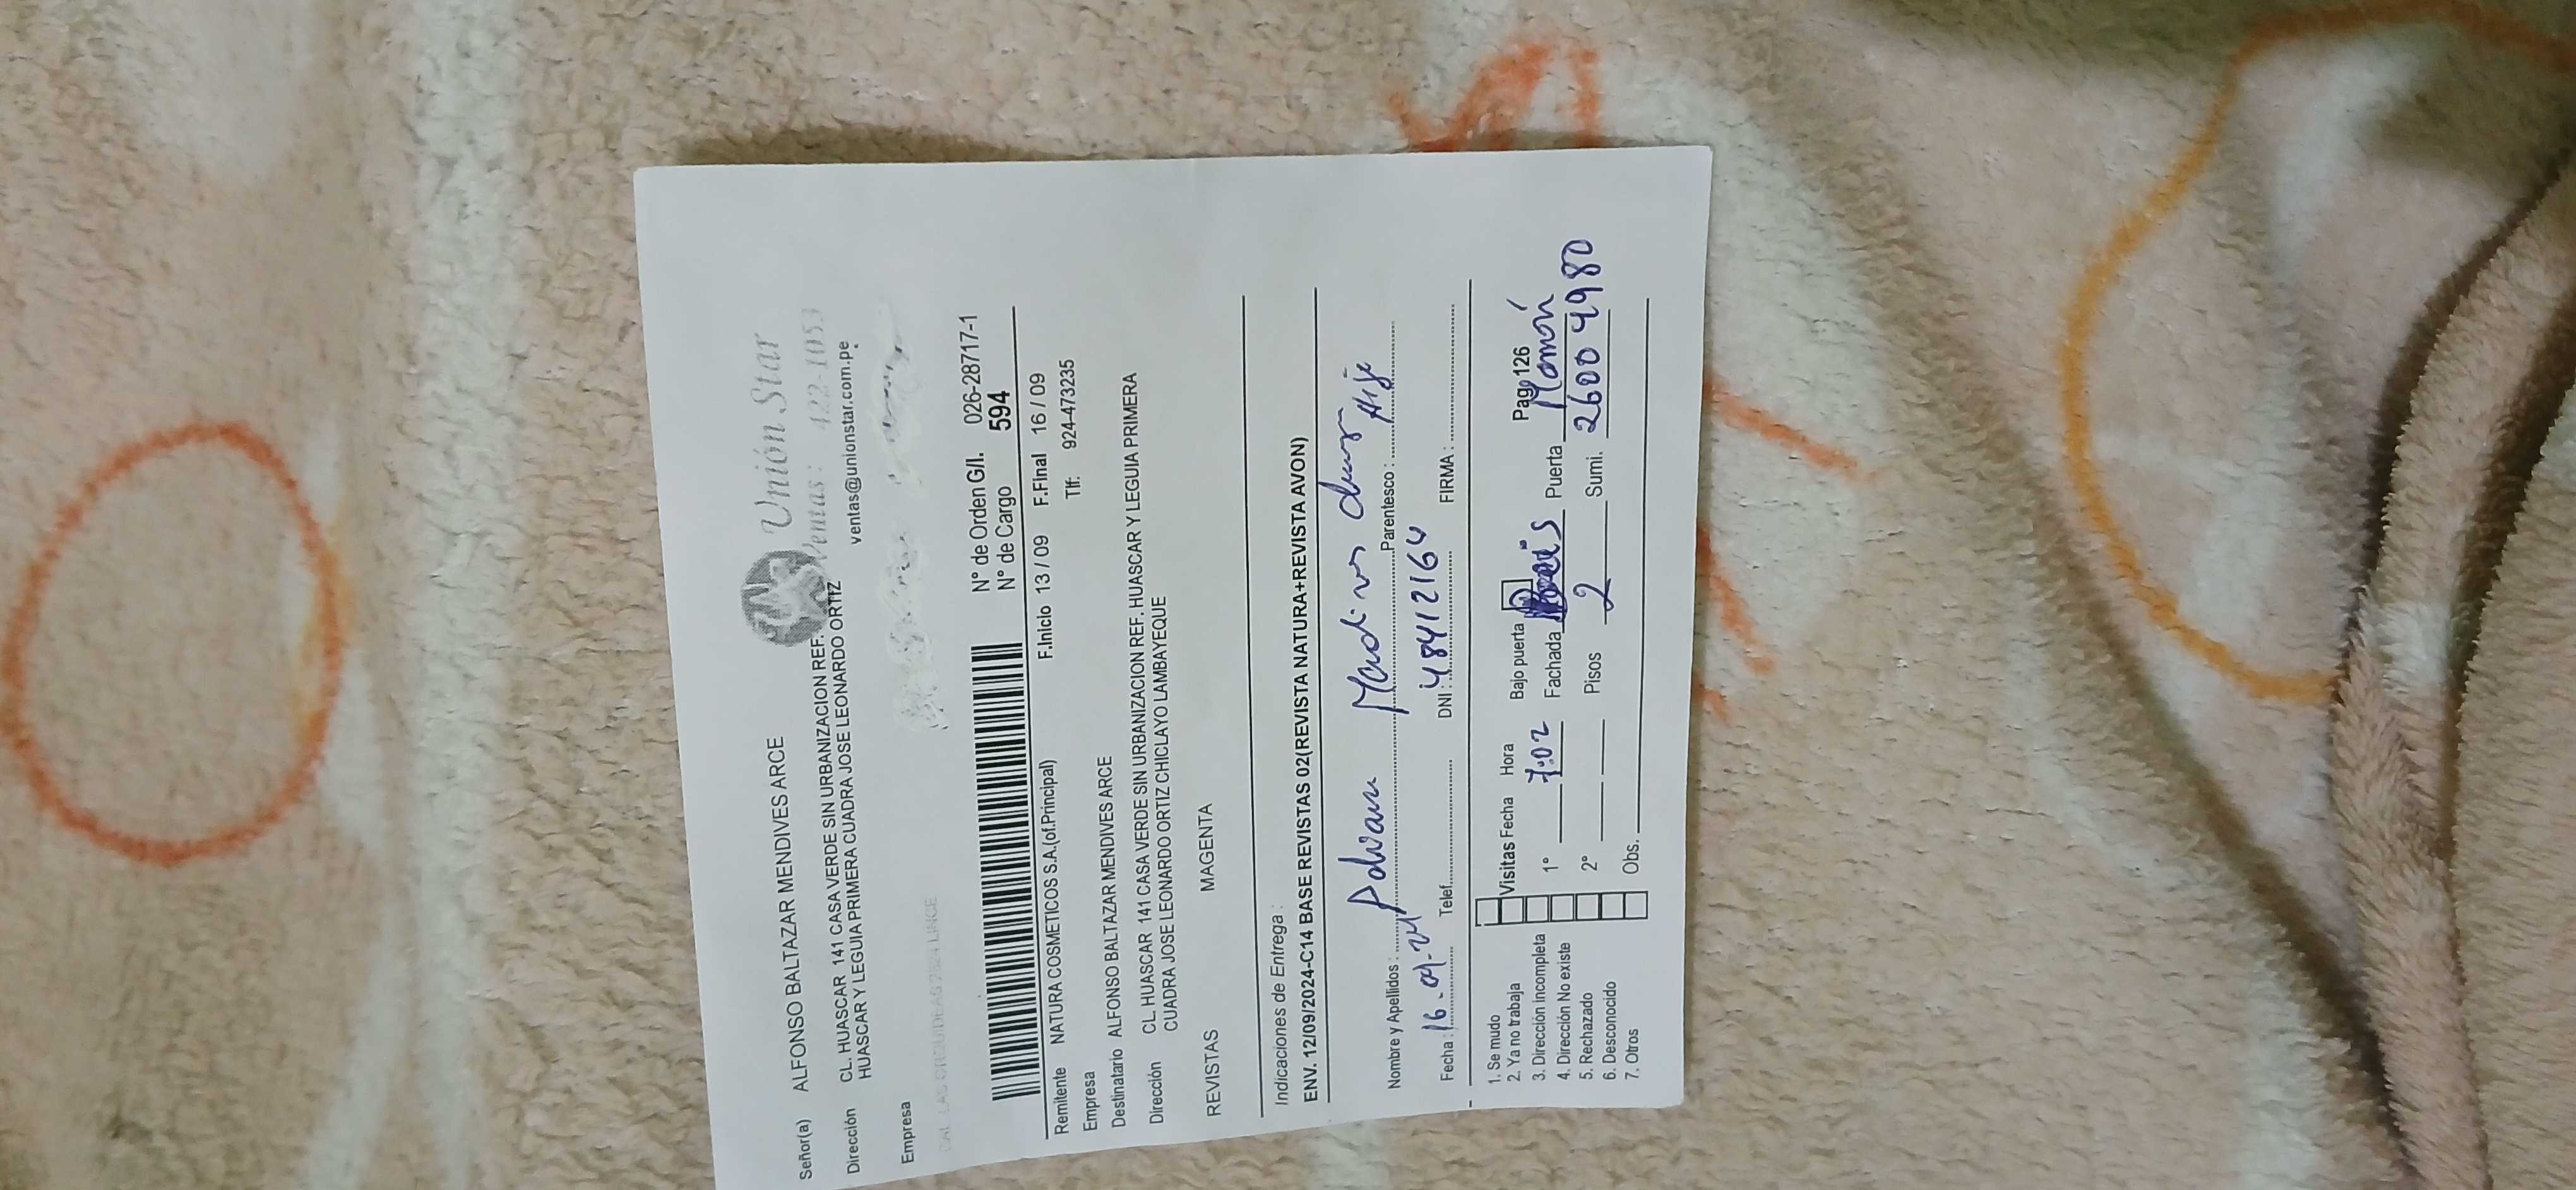 Unión Star
Ventas: 422-1053
ventas@unionstar.com.pe
Señor(a) ALFONSO BALTAZAR MENDIVES ARCE
Dirección CL. HUASCAR 141 CASA VERDE SIN URBANIZACION REF.
HUASCAR Y LEGUIA PRIMERA CUADRA JOSE LEONARDO ORTIZ
Empresa
N° de Orden G/I. 026-28717-1
N° de Cargo 594
Remitente NATURA COSMETICOS S.A.(of.Principal) F.Inicio 13 / 09 F.Final 16 / 09
Empresa Tlf: 924-473235
Destinatario ALFONSO BALTAZAR MENDIVES ARCE
Dirección CL. HUASCAR 141 CASA VERDE SIN URBANIZACION REF. HUASCAR Y LEGUIA PRIMERA
CUADRA JOSE LEONARDO ORTIZ CHICLAYO LAMBAYEQUE
REVISTAS MAGENTA
Indicaciones de Entrega :
ENV. 12/09/2024-C14 BASE REVISTAS 02(REVISTA NATURA+REVISTA AVON)
Nombre y Apellidos : Parentesco :
Fecha : 16-09-24 Telef. DNI : 48412164 FIRMA :
Pag 126
1. Se mudo Visitas Fecha Hora Bajo puerta
2. Ya no trabaja
3. Dirección incompleta 1° 7:02 Fachada Puerta
4. Dirección No existe
5. Rechazado 2° Pisos 2 Sumi. 26004980
6. Desconocido
7. Otros Obs.